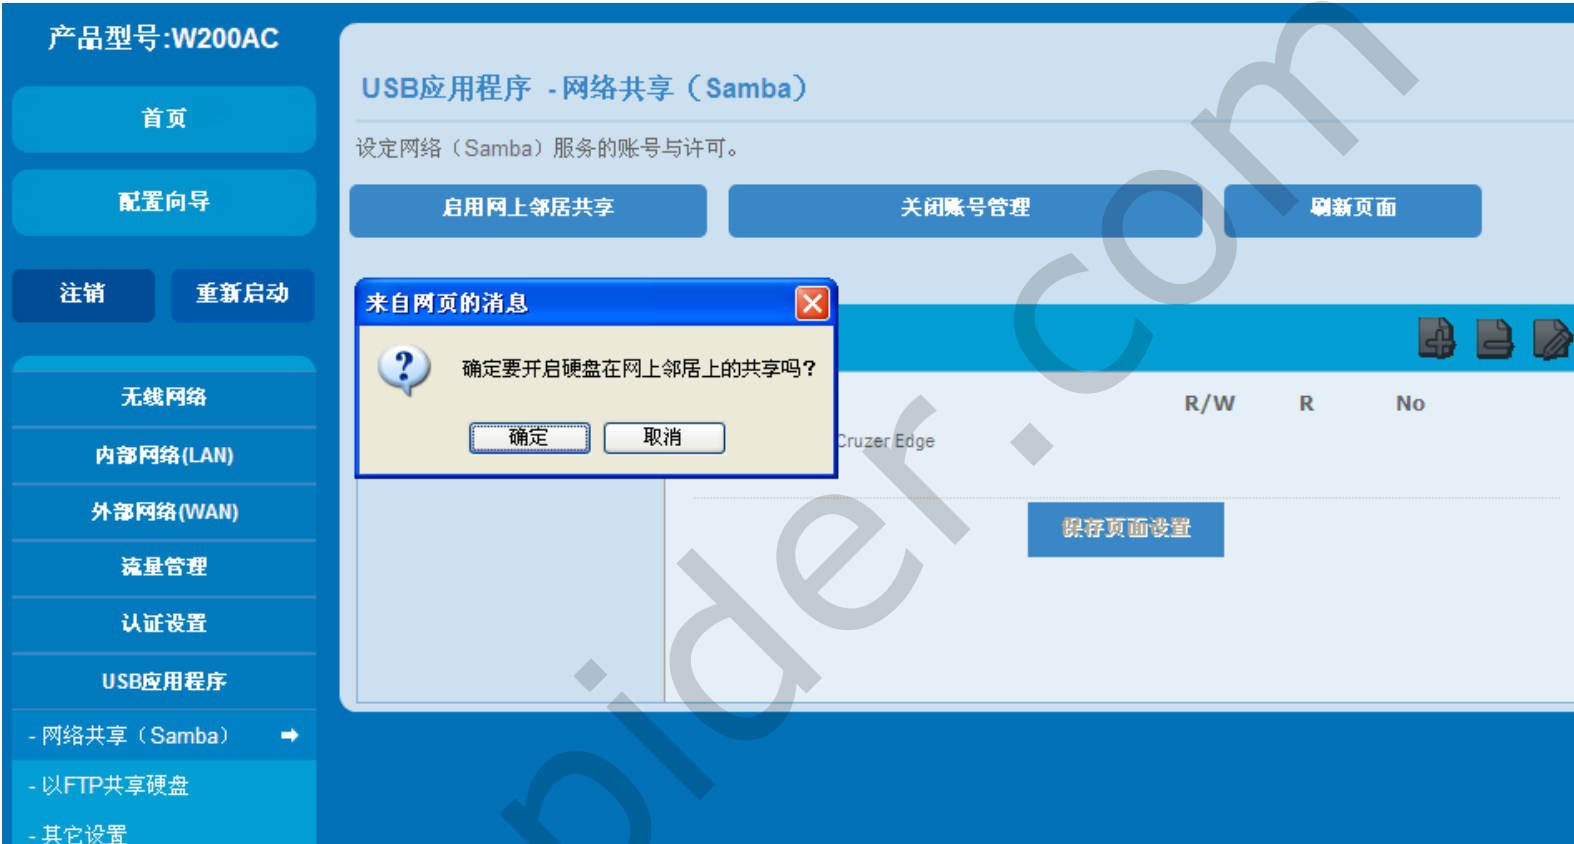 产品型号:W200AC
首页
配置向导
注销
重新启动
无线网络
内部网络(LAN)
外部网络(WAN)
流量管理
认证设置
USB应用程序
- 网络共享（Samba）
- 以FTP共享硬盘
- 其它设置
USB应用程序 - 网络共享（Samba）
设定网络（Samba）服务的账号与许可。
启用网上邻居共享
关闭账号管理
刷新页面
来自网页的消息
确定要开启硬盘在网上邻居上的共享吗?
确定
取消
R/W R No
Cruzer Edge
保存页面设置
pider.com